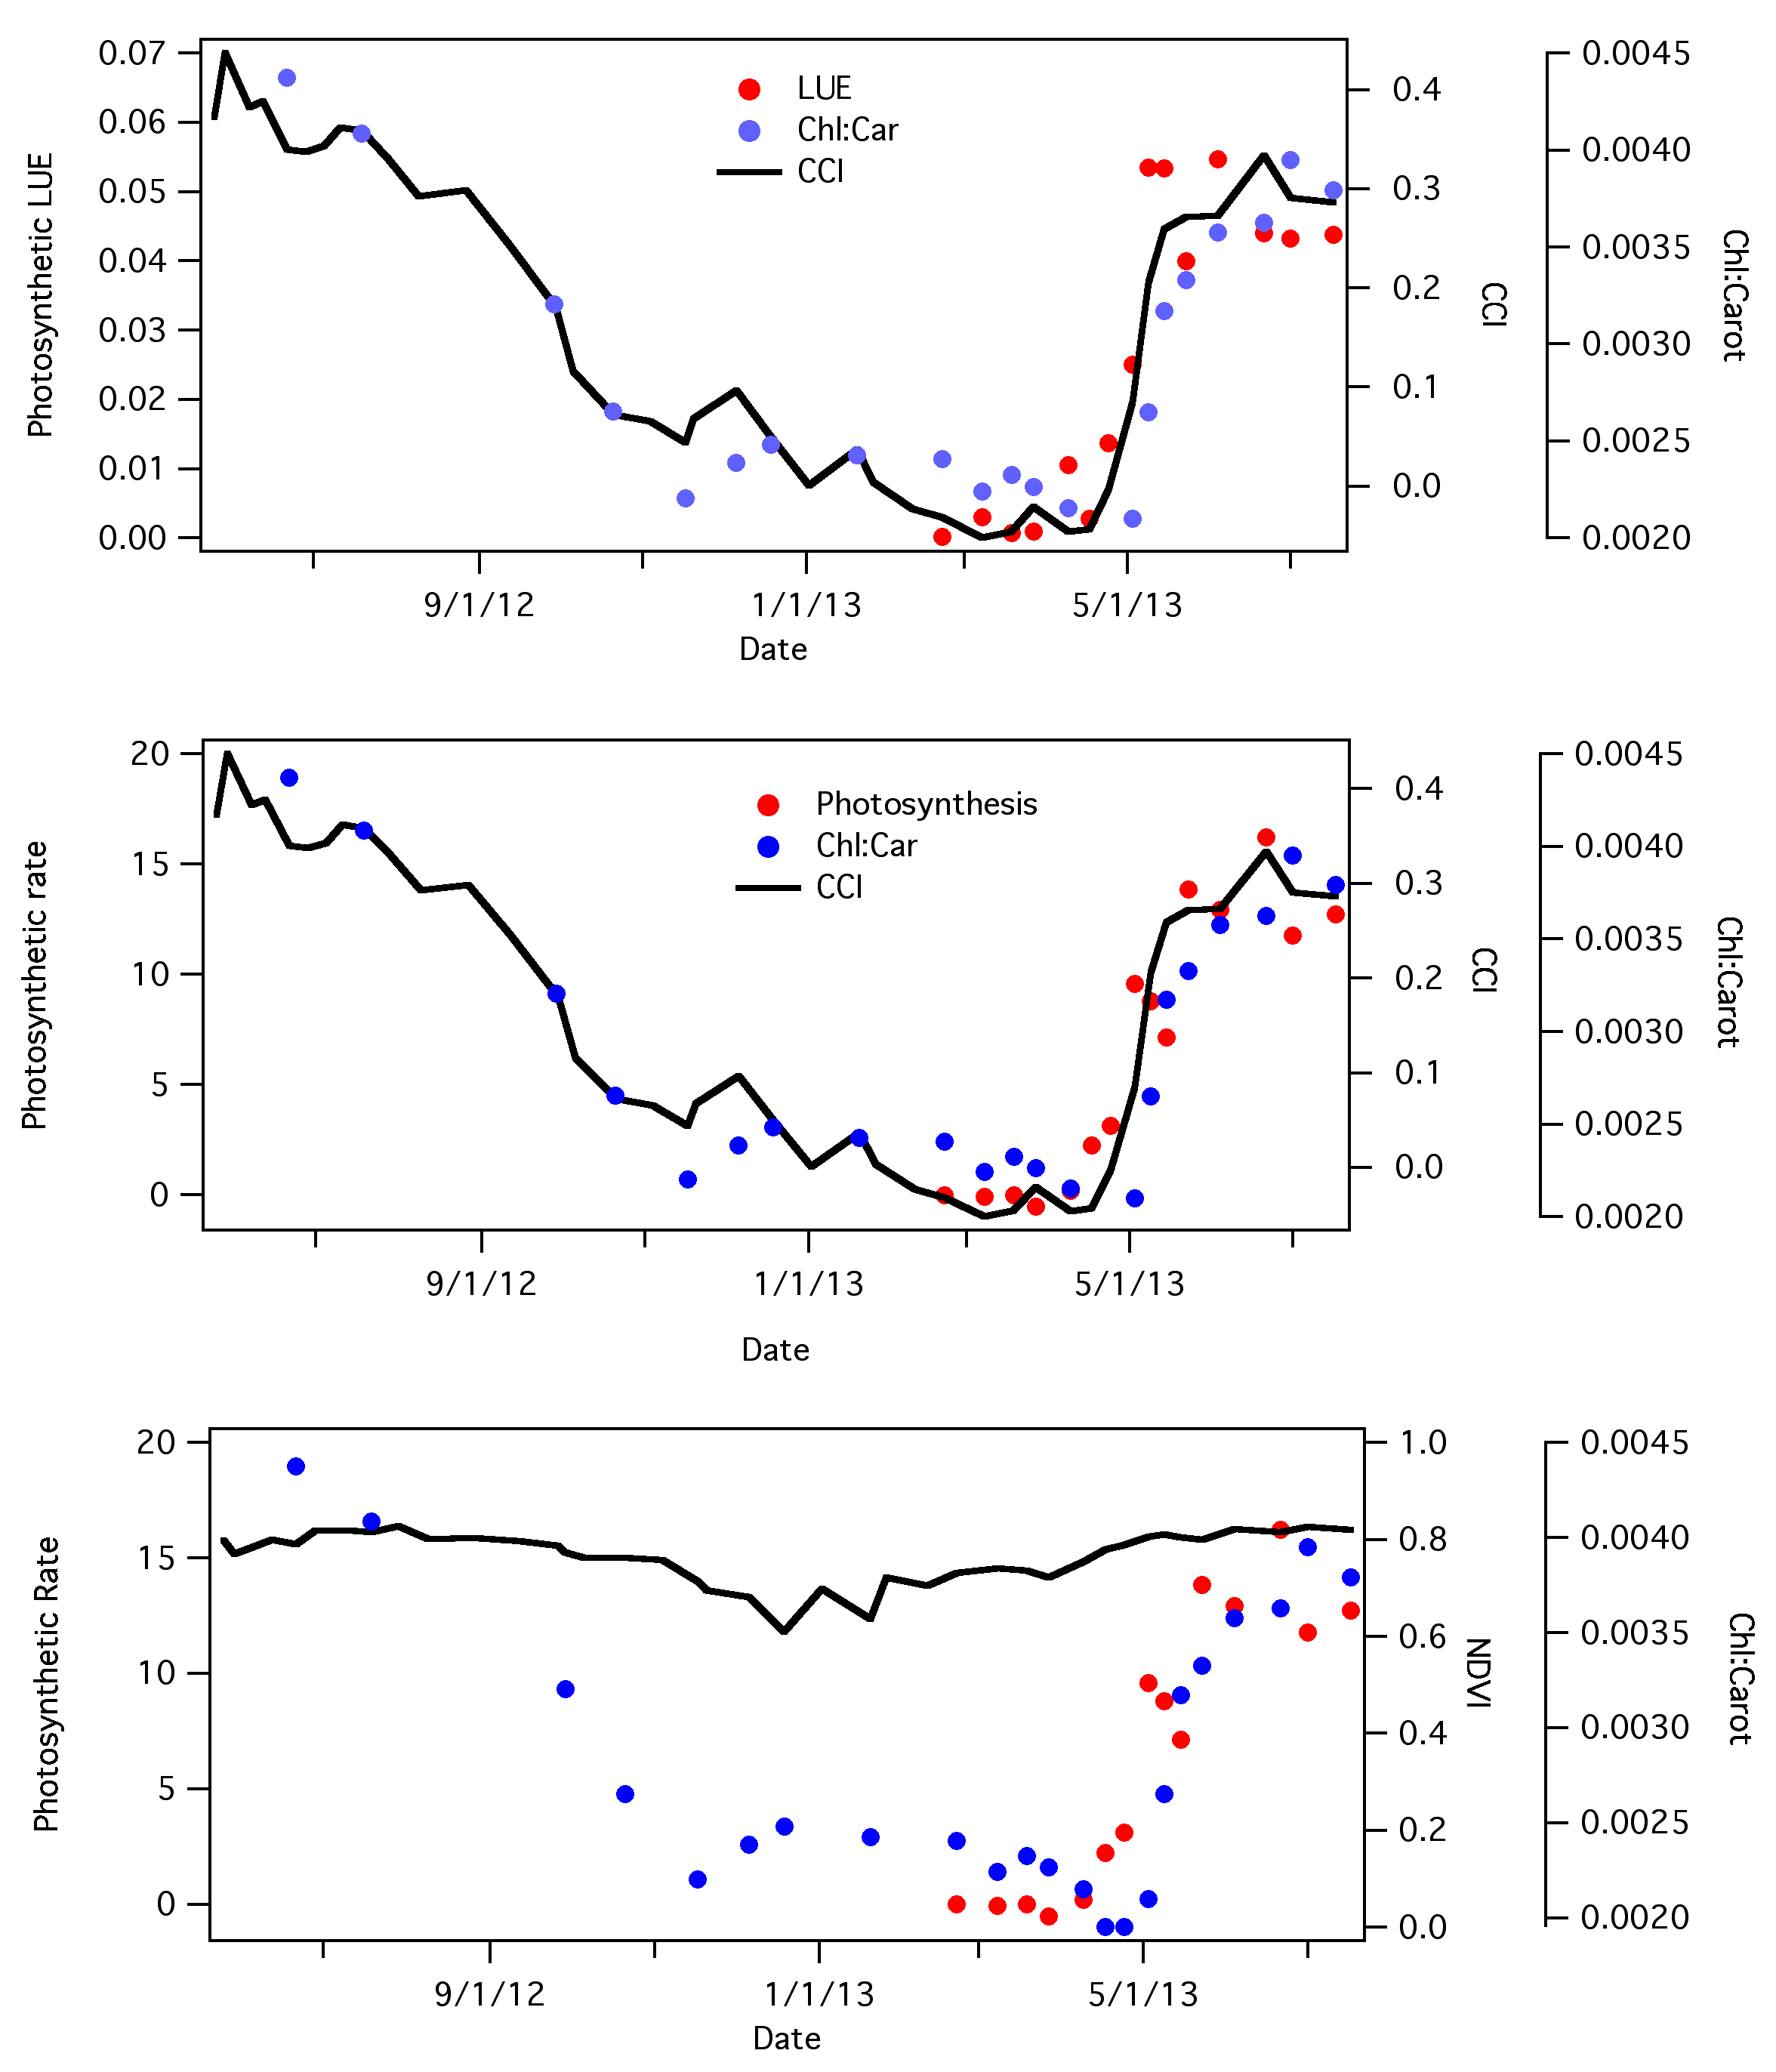 Photosynthetic LUE
0.07
0.06
0.05
0.04
0.03
0.02
0.01
0.00
LUE
Chl:Car
CCI
0.4
0.3
0.2
0.1
0.0
CCI
0.0045
0.0040
0.0035
0.0030
0.0025
0.0020
Chl:Carot
9/1/12 1/1/13 5/1/13
Date
Photosynthetic rate
20
15
10
5
0
Photosynthesis
Chl:Car
CCI
0.4
0.3
0.2
0.1
0.0
CCI
0.0045
0.0040
0.0035
0.0030
0.0025
0.0020
Chl:Carot
9/1/12 1/1/13 5/1/13
Date
Photosynthetic Rate
20
15
10
5
0
1.0
0.8
0.6
0.4
0.2
0.0
NDVI
0.0045
0.0040
0.0035
0.0030
0.0025
0.0020
Chl:Carot
9/1/12 1/1/13 5/1/13
Date